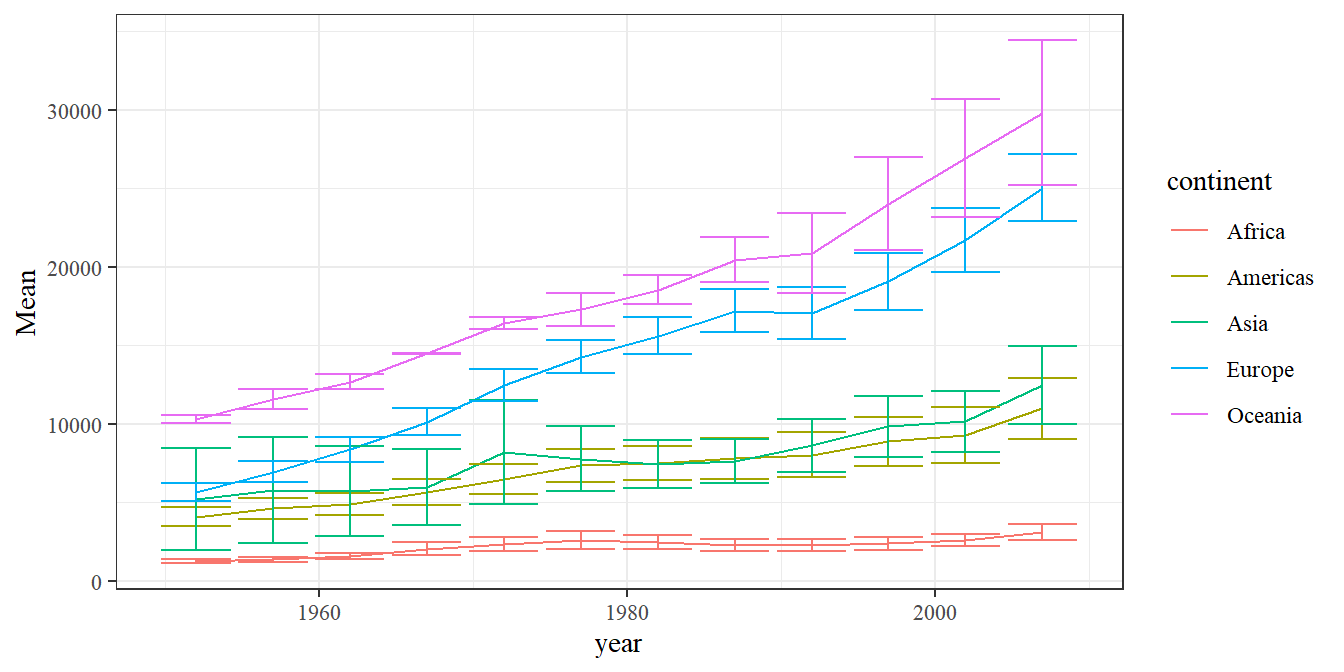 Mean
30000
20000
10000
0
1960
1980
2000
year
continent
Africa
Americas
Asia
Europe
Oceania